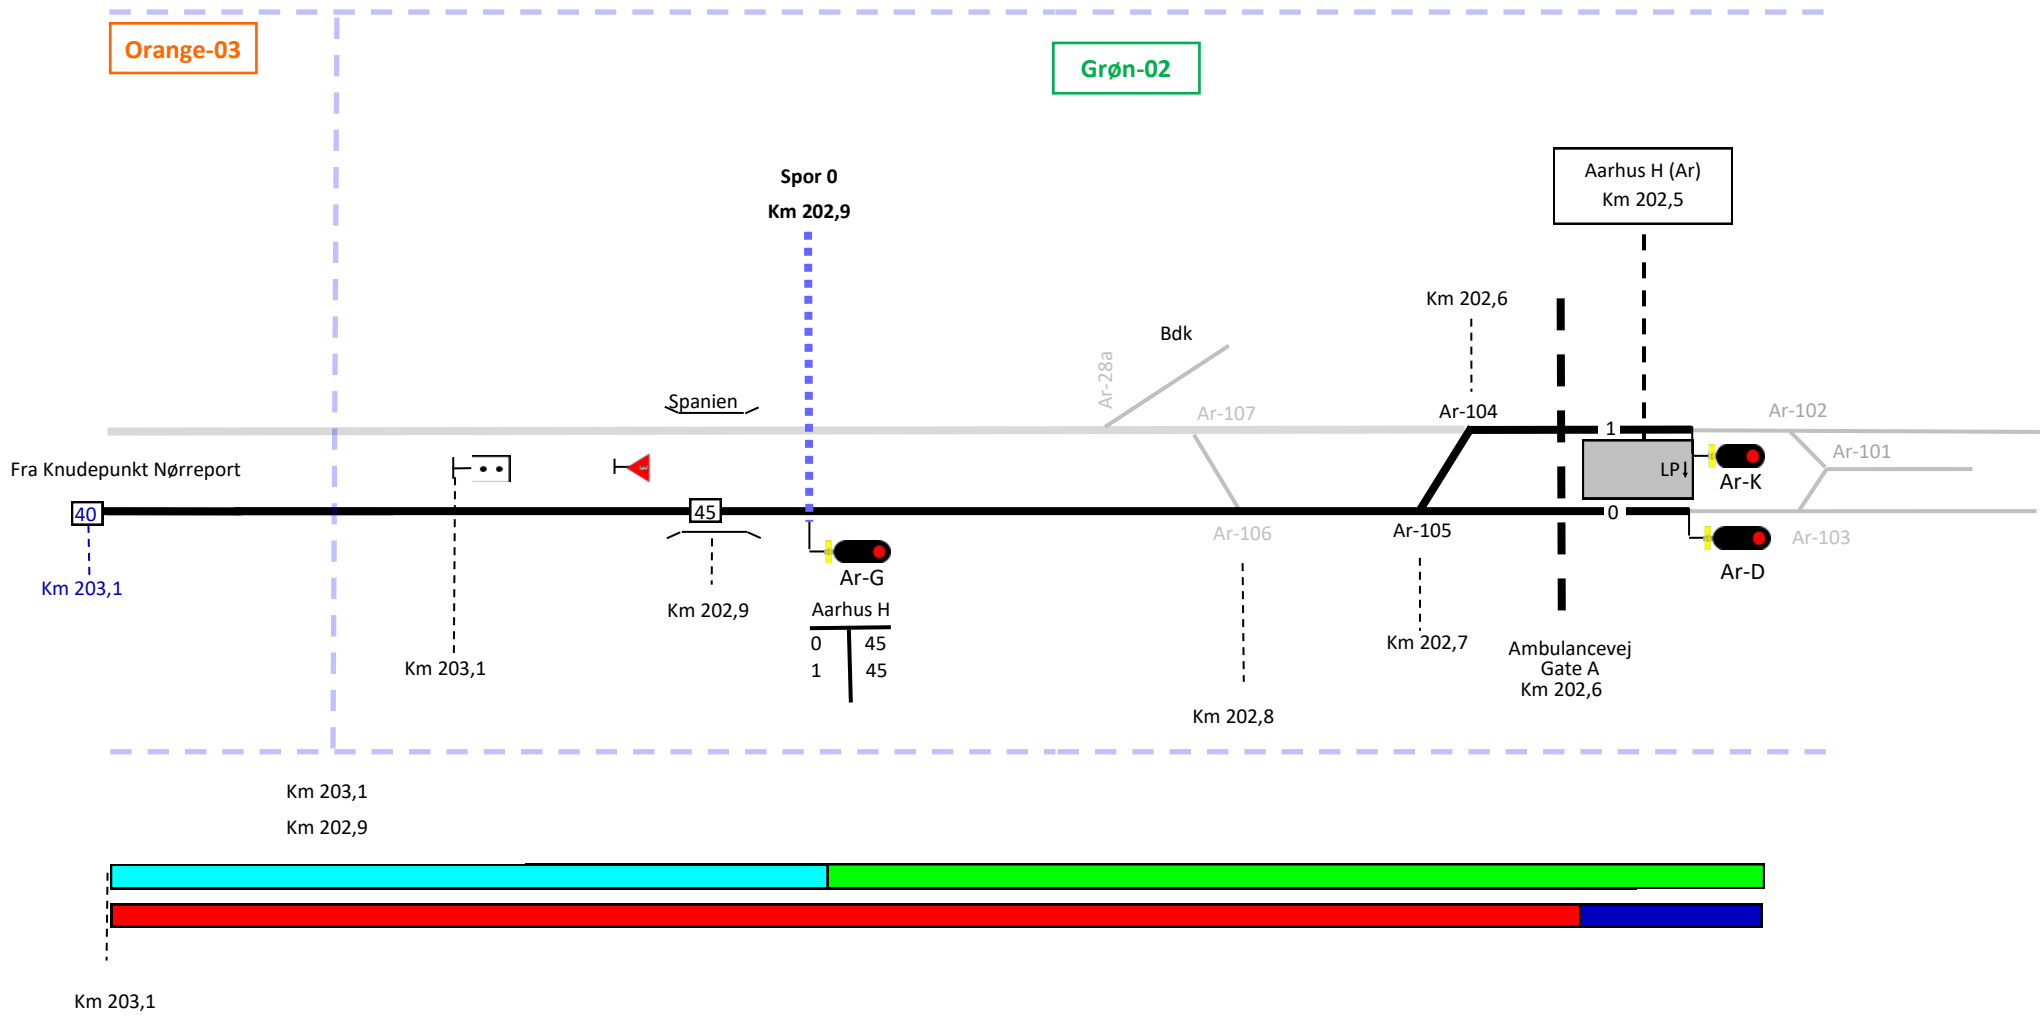 Orange-03
Grøn-02
Aarhus H (Ar)
Km 202,5
Spor 0
Km 202,9
Km 202,6
Bdk
Ar-28a
Spanien
Ar-107
Ar-104
1
Ar-102
Fra Knudepunkt Nørreport
3
LP↓
Ar-K
Ar-101
40
45
0
Ar-106
Ar-105
Ar-103
Ar-G
Ar-D
Km 203,1
Km 202,9
Aarhus H
0 45
1 45
Km 203,1
Km 202,7
Ambulancevej
Gate A
Km 202,6
Km 202,8
Km 203,1
Km 202,9
Km 203,1